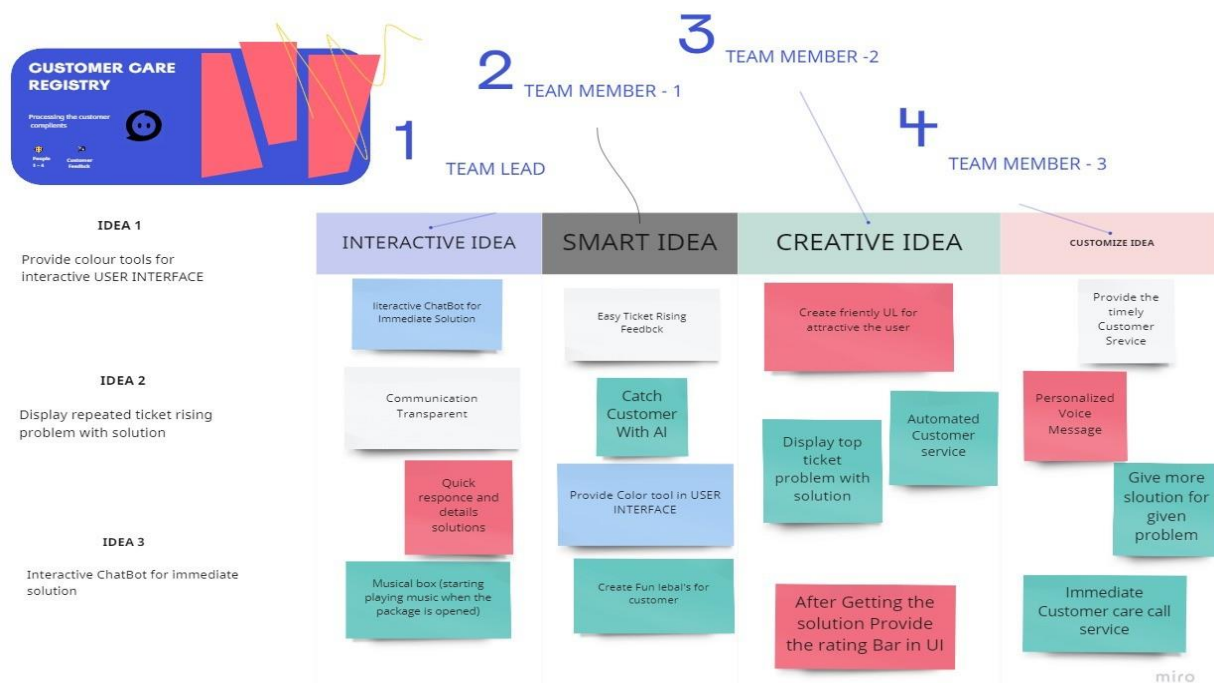 CUSTOMER CARE
REGISTRY
Processing the customer
complients
People
Customer
Feedback
1
TEAM LEAD
2
TEAM MEMBER - 1
3
TEAM MEMBER -2
4
TEAM MEMBER - 3
IDEA 1
Provide colour tools for
interactive USER INTERFACE
IDEA 2
Display repeated ticket rising
problem with solution
IDEA 3
Interactive ChatBot for immediate
solution
INTERACTIVE IDEA
IIteractive ChatBot for
Immediate Solution
Communication
Transparent
Quick
responce and
details
solutions
Musical box (starting
playing music when the
package is opened)
SMART IDEA
Easy Ticket Rising
Feedbck
Catch
Customer
With AI
Provide Color tool in USER
INTERFACE
Create Fun lebal's for
customer
CREATIVE IDEA
Create friently UL for
attractive the user
Automated
Customer
service
Display top
ticket
problem with
solution
After Getting the
solution Provide
the rating Bar in UI
CUSTOMIZE IDEA
Provide the
timely
Customer
Srevice
Personalized
Voice
Message
Give more
sloution for
given
problem
Immediate
Customer care call
service
miro